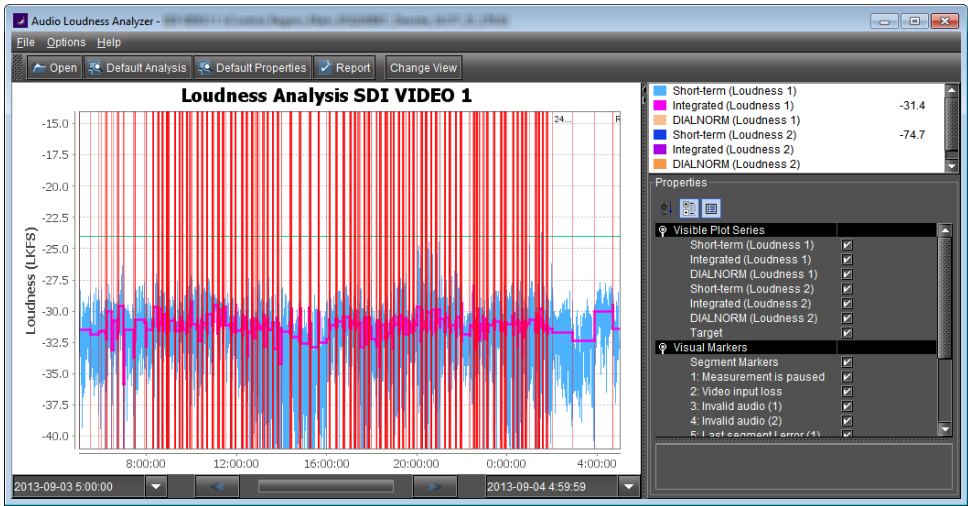 Audio Loudness Analyzer -
File Options Help
Open Default Analysis Default Properties Report Change View
Loudness Analysis SDI VIDEO 1
Loudness (LKFS)
-15.0
-17.5
-20.0
-22.5
-25.0
-27.5
-30.0
-32.5
-35.0
-37.5
-40.0
24...
R
8:00:00 12:00:00 16:00:00 20:00:00 0:00:00 4:00:00
2013-09-03 5:00:00
2013-09-04 4:59:59
Short-term (Loudness 1)
Integrated (Loudness 1) -31.4
DIALNORM (Loudness 1)
Short-term (Loudness 2) -74.7
Integrated (Loudness 2)
DIALNORM (Loudness 2)
Properties
Visible Plot Series
Short-term (Loudness 1)
Integrated (Loudness 1)
DIALNORM (Loudness 1)
Short-term (Loudness 2)
Integrated (Loudness 2)
DIALNORM (Loudness 2)
Target
Visual Markers
Segment Markers
1: Measurement is paused
2: Video input loss
3: Invalid audio (1)
4: Invalid audio (2)
5: Last segment I error (1)